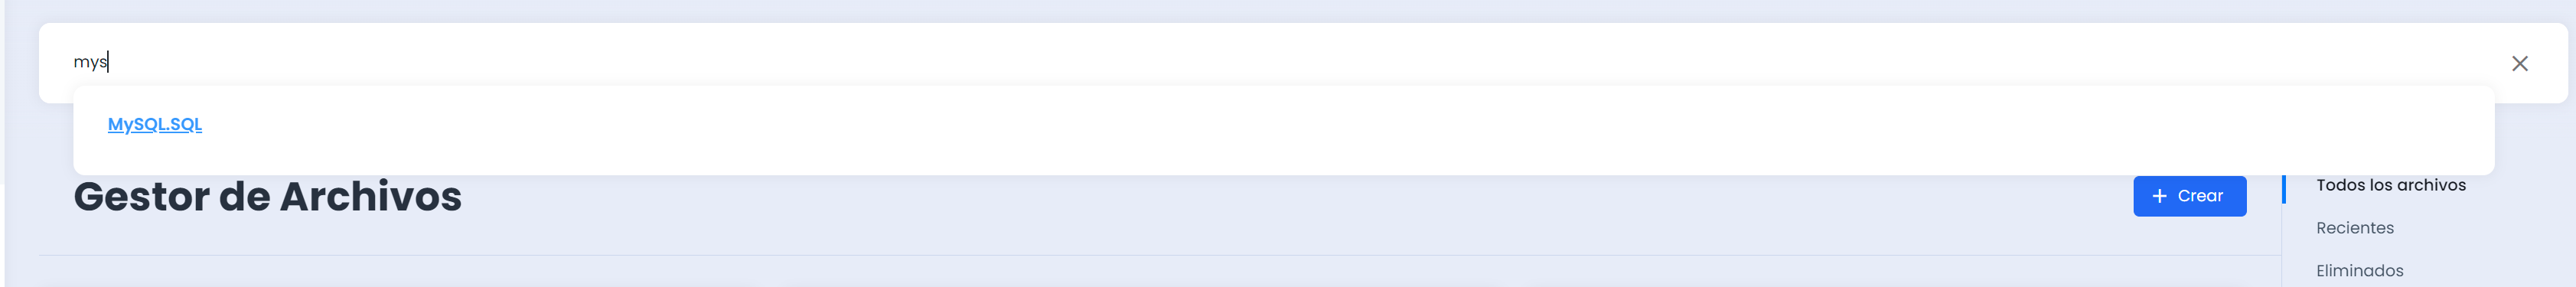 mys
MySQL.SQL
Gestor de Archivos
Crear
Todos los archivos
Recientes
Eliminados